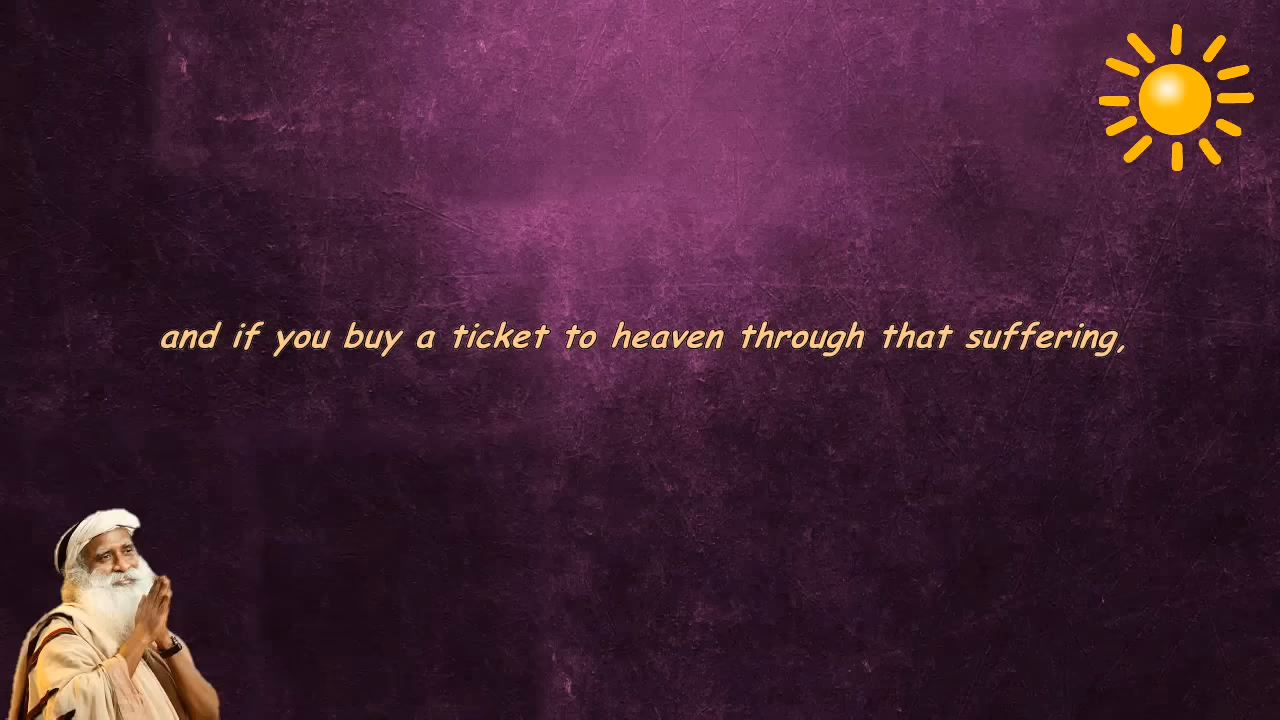 and if you buy a ticket to heaven through that suffering,